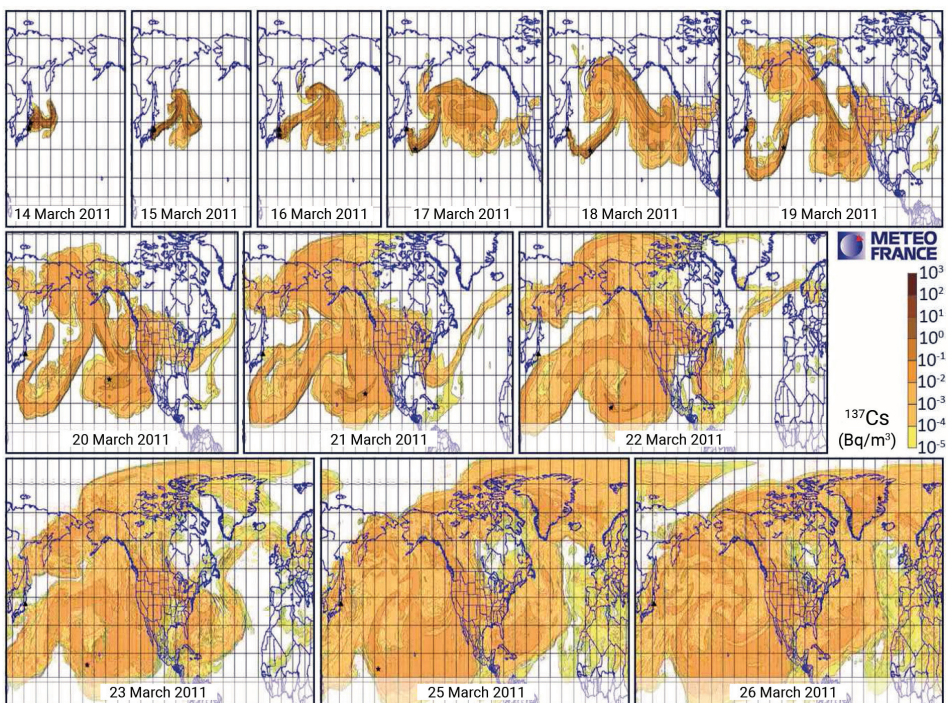 14 March 2011
15 March 2011
16 March 2011
17 March 2011
18 March 2011
19 March 2011
METEO
FRANCE
10³
10²
10¹
10⁰
10⁻¹
10⁻²
10⁻³
10⁻⁴
10⁻⁵
¹³⁷Cs
(Bq/m³)
20 March 2011
21 March 2011
22 March 2011
23 March 2011
25 March 2011
26 March 2011